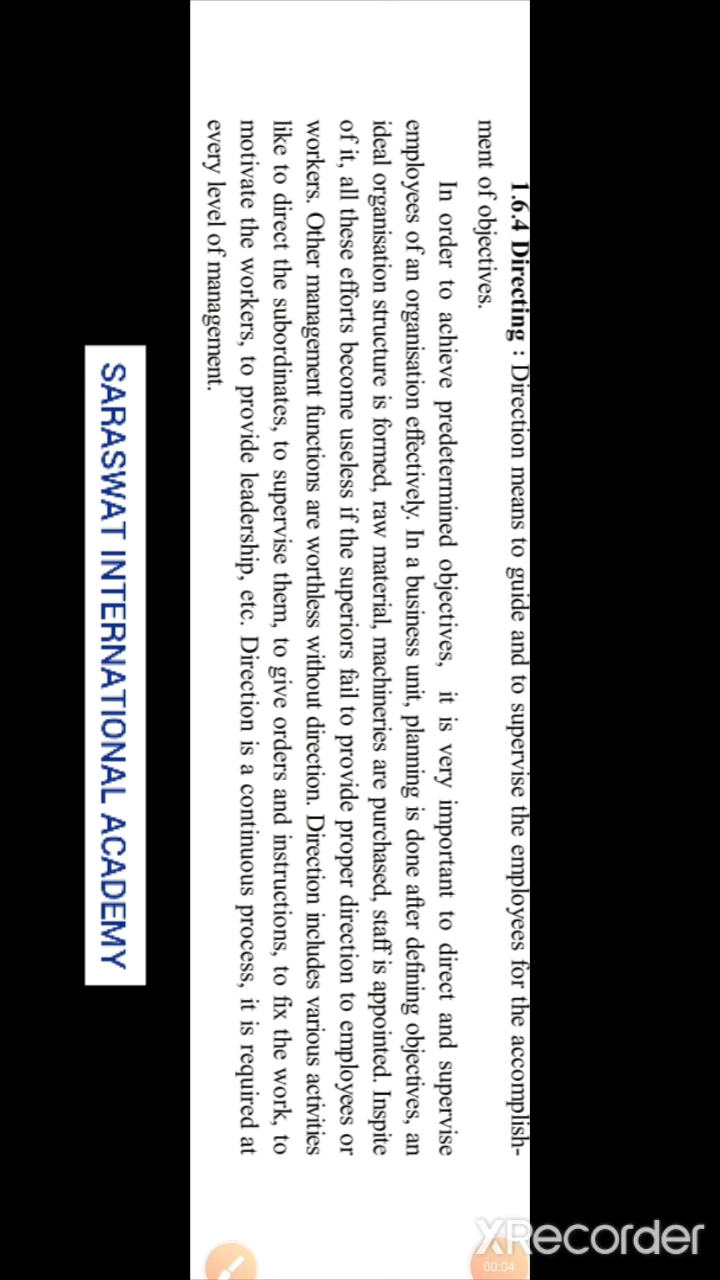 1.6.4 Directing : Direction means to guide and to supervise the employees for the accomplish-
ment of objectives.
In order to achieve predetermined objectives, it is very important to direct and supervise
employees of an organisation effectively. In a business unit, planning is done after defining objectives, an
ideal organisation structure is formed, raw material, machineries are purchased, staff is appointed. Inspite
of it, all these efforts become useless if the superiors fail to provide proper direction to employees or
workers. Other management functions are worthless without direction. Direction includes various activities
like to direct the subordinates, to supervise them, to give orders and instructions, to fix the work, to
motivate the workers, to provide leadership, etc. Direction is a continuous process, it is required at
every level of management.
SARASWAT INTERNATIONAL ACADEMY
XRecorder
00:04